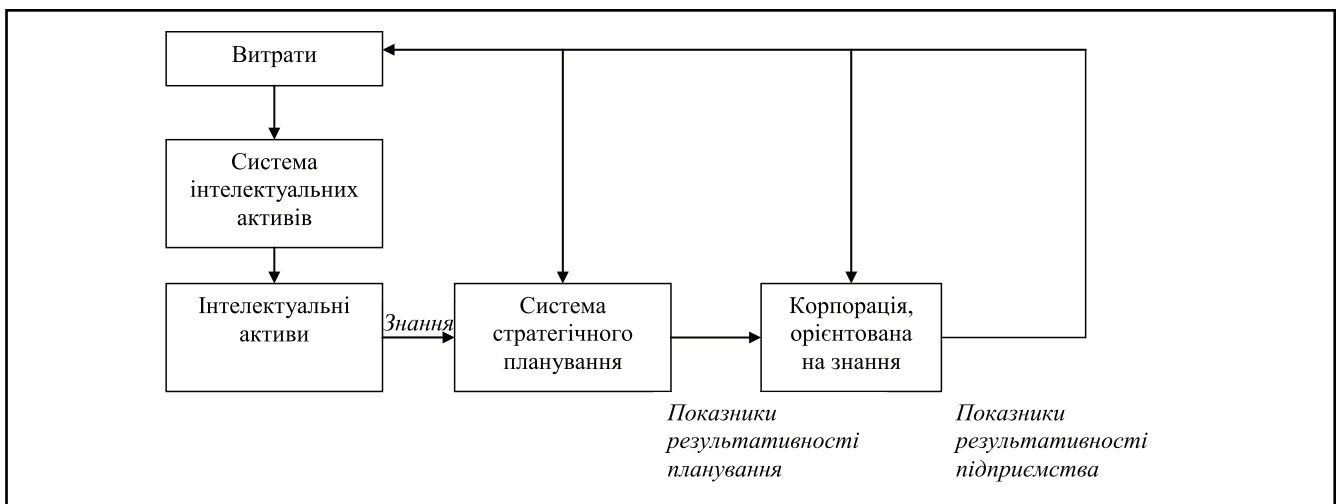 Витрати
Система
інтелектуальних
активів
Інтелектуальні
активи
Знання
Система
стратегічного
планування
Корпорація,
орієнтована
на знання
Показники
результативності
планування
Показники
результативності
підприємства